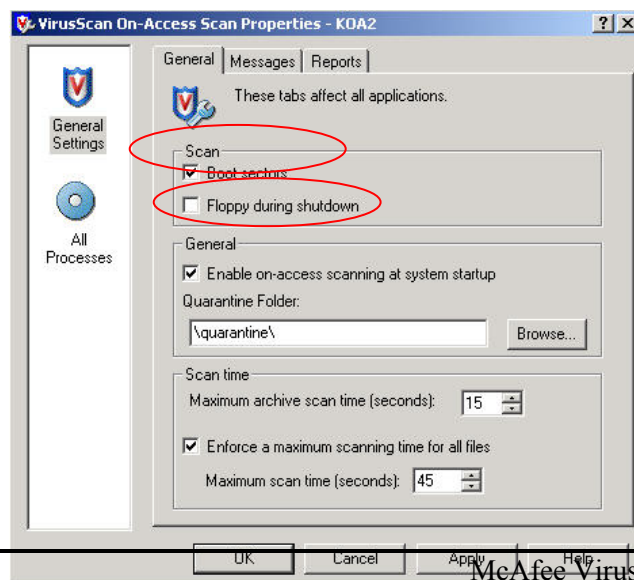 VirusScan On-Access Scan Properties - KOA2
General Settings
All Processes
General Messages Reports
These tabs affect all applications.
Scan
Boot sectors
Floppy during shutdown
General
Enable on-access scanning at system startup
Quarantine Folder:
\quarantine\
Browse...
Scan time
Maximum archive scan time (seconds): 15
Enforce a maximum scanning time for all files
Maximum scan time (seconds): 45
OK Cancel Apply Help
McAfee Virus